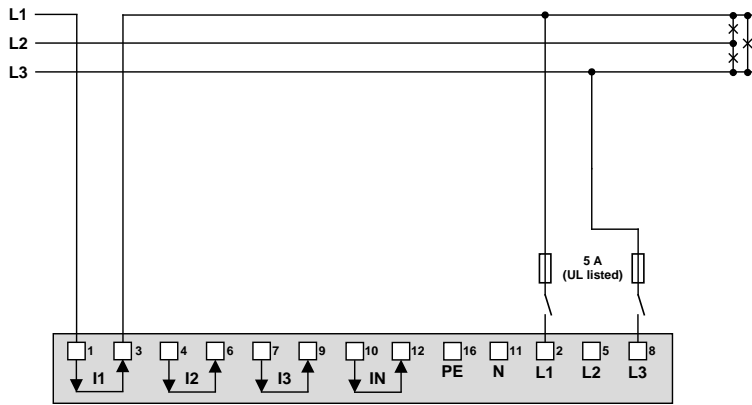 L1
L2
L3
5 A
(UL listed)
1 3 4 6 7 9 10 12 16 11 2 5 8
I1 I2 I3 IN PE N L1 L2 L3